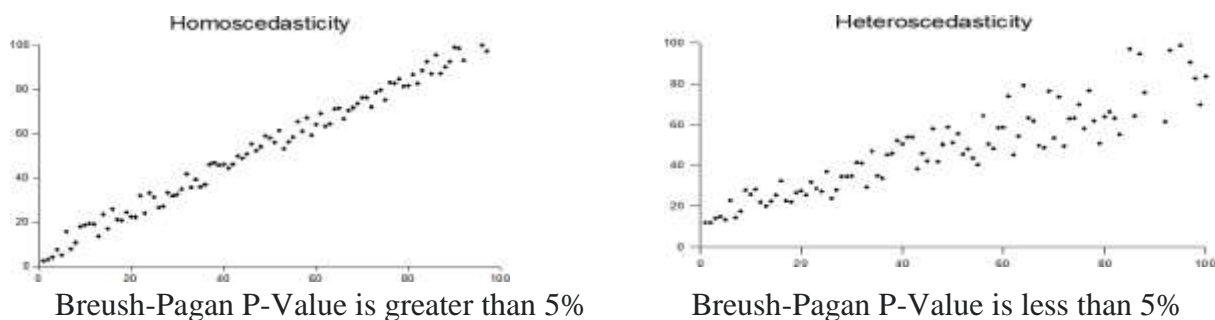 Homoscedasticity
100
80
60
40
20
0
0 20 40 60 80 100
Breush-Pagan P-Value is greater than 5%
Heteroscedasticity
100
80
60
40
20
0
0 20 40 60 80 100
Breush-Pagan P-Value is less than 5%